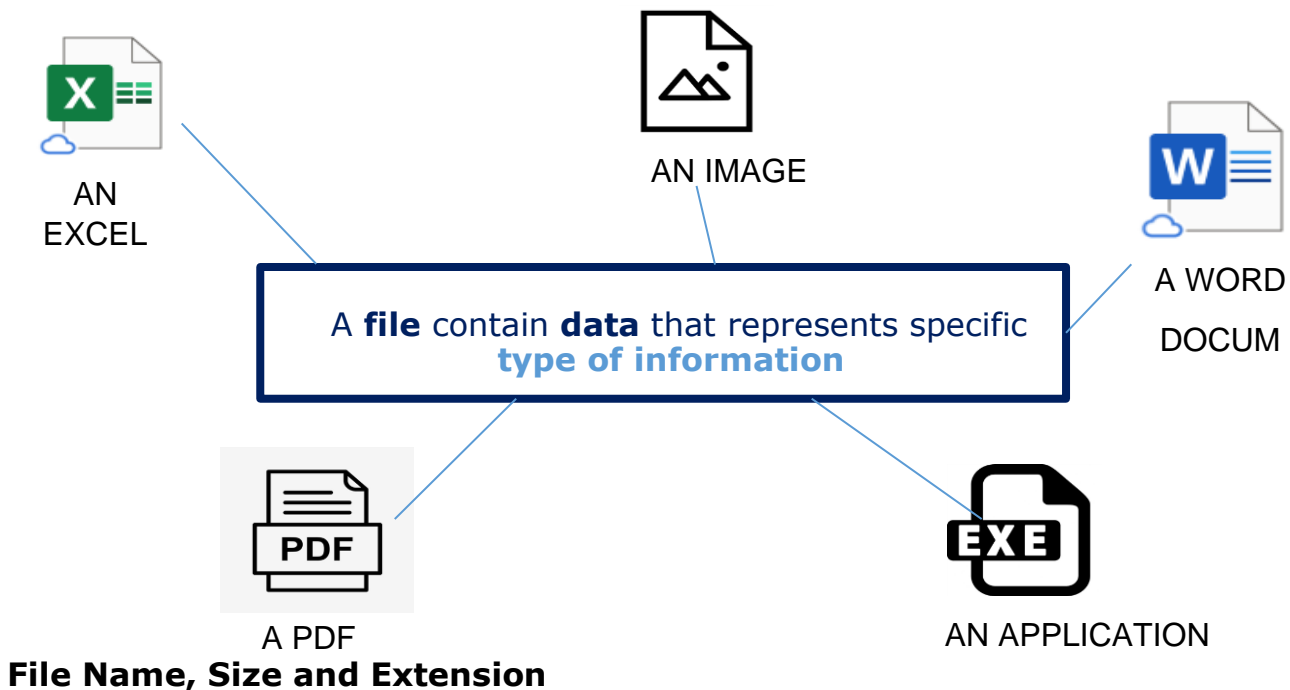 X
AN IMAGE
W
AN
EXCEL
A WORD
DOCUM
A file contain data that represents specific
type of information
PDF
EXE
A PDF
AN APPLICATION
File Name, Size and Extension